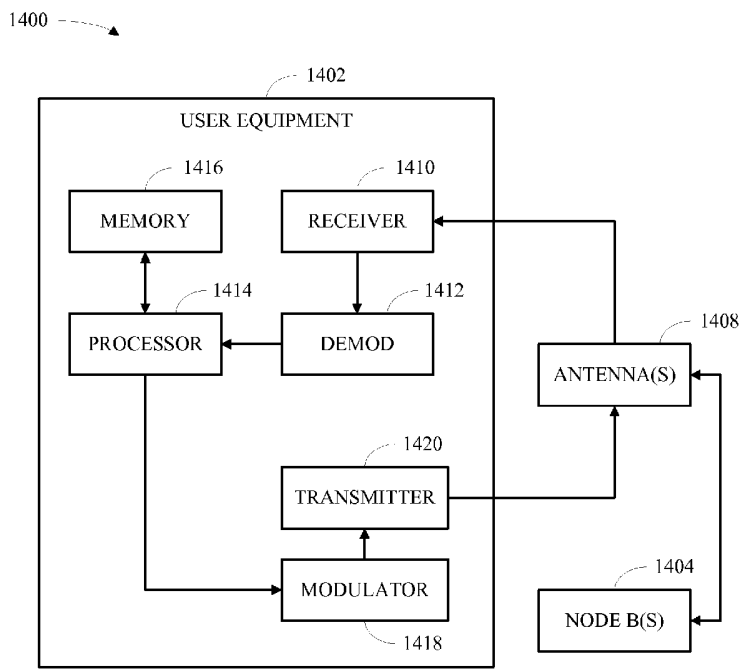 1400
1402
USER EQUIPMENT
1416
1410
MEMORY
RECEIVER
1414
1412
1408
PROCESSOR
DEMOD
ANTENNA(S)
1420
TRANSMITTER
1404
MODULATOR
NODE B(S)
1418